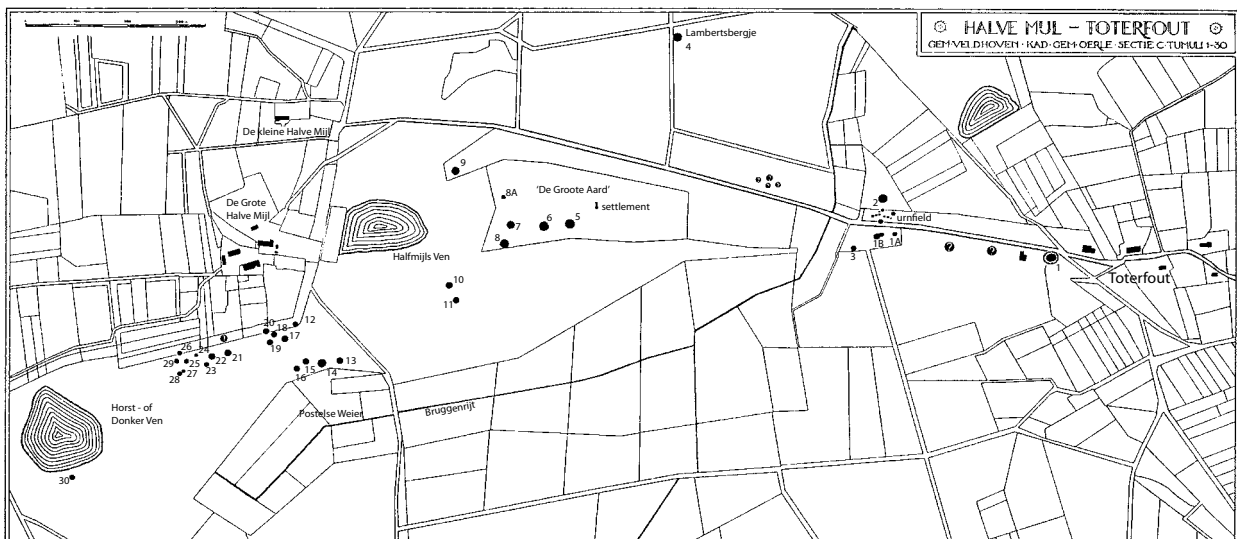 HALVE MIJL – TOTERFOUT
GEM·VELDHOVEN · KAD·GEM·OERLE · SECTIE C·TUMULI 1-30
Lambertsbergje
4
De kleine Halve Mijl
9
8A
'De Groote Aard'
settlement
De Grote
Halve Mijl
7
6
5
8
2
urnfield
1B
1A
3
?
?
?
?
1
Toterfout
Halfmijls Ven
10
11
12
20
18
17
19
26
24
29
25
22
21
23
28
27
13
15
14
16
Horst - of
Donker Ven
Postelse Weier
Bruggenrijt
30